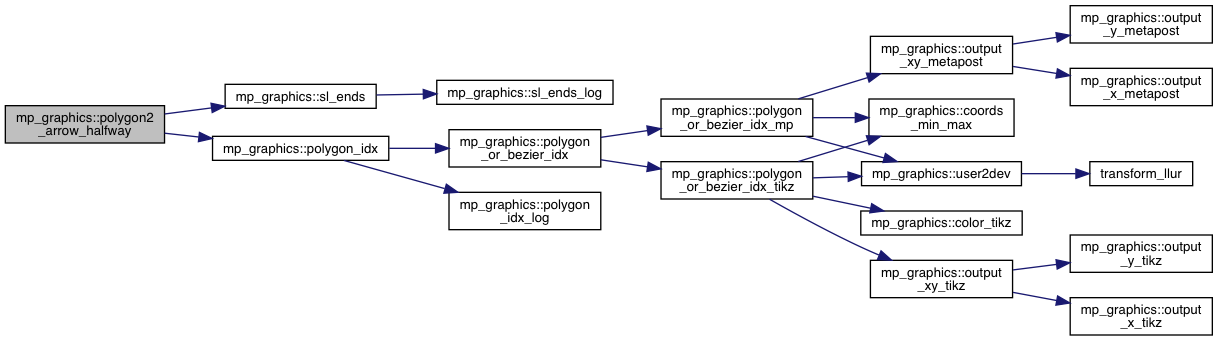 mp_graphics::polygon2
_arrow_halfway
mp_graphics::sl_ends
mp_graphics::sl_ends_log
mp_graphics::polygon_idx
mp_graphics::polygon
_or_bezier_idx
mp_graphics::polygon
_idx_log
mp_graphics::polygon
_or_bezier_idx_mp
mp_graphics::polygon
_or_bezier_idx_tikz
mp_graphics::output
_xy_metapost
mp_graphics::coords
_min_max
mp_graphics::user2dev
mp_graphics::color_tikz
mp_graphics::output
_xy_tikz
mp_graphics::output
_y_metapost
mp_graphics::output
_x_metapost
transform_llur
mp_graphics::output
_y_tikz
mp_graphics::output
_x_tikz